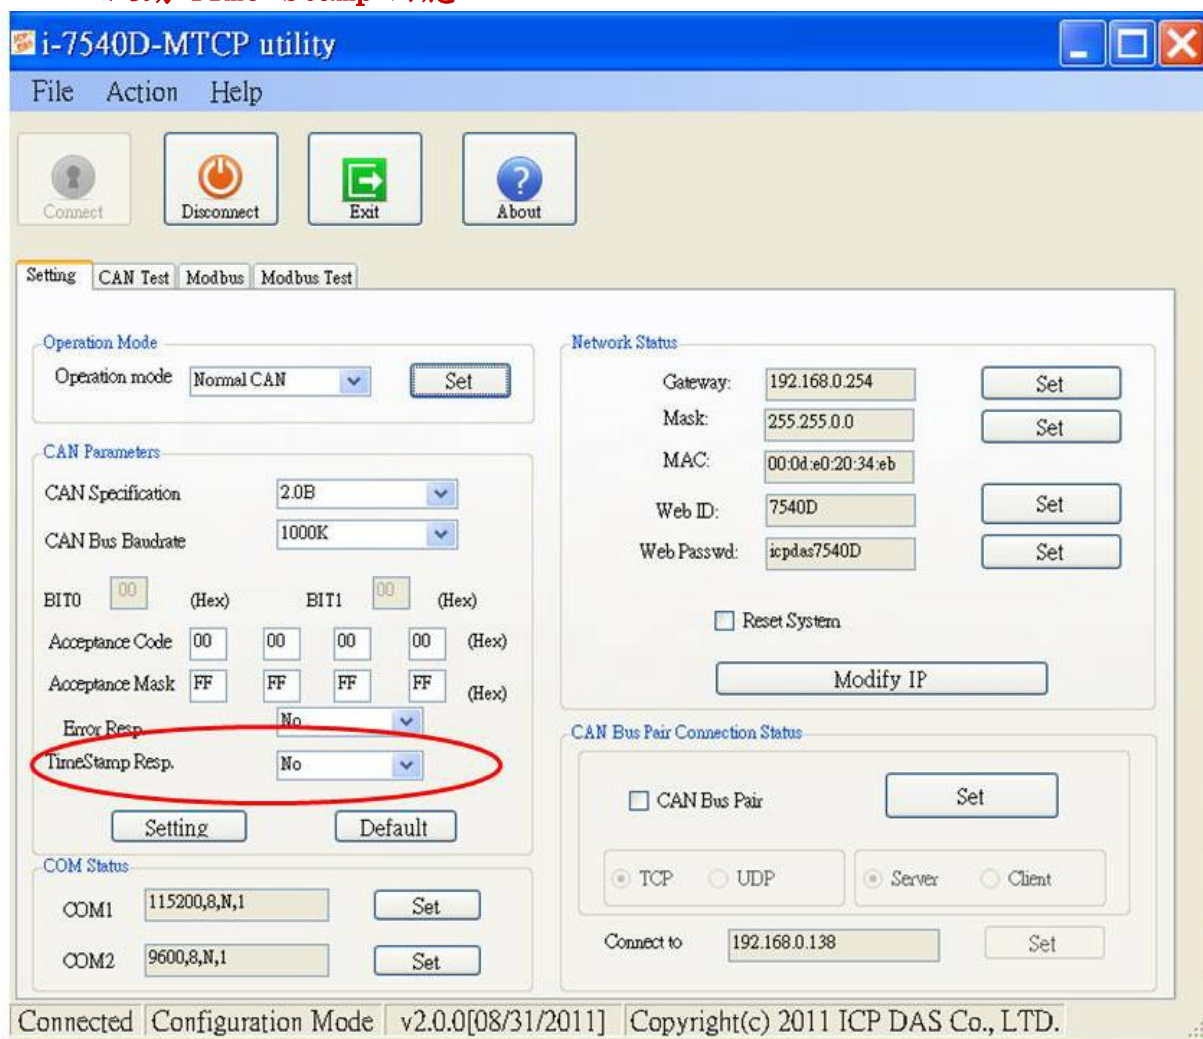 Time Stamp
i-7540D-MTCP utility
File Action Help
Connect Disconnect Exit About
Setting CAN Test Modbus Modbus Test
Operation Mode
Operation mode Normal CAN Set
CAN Parameters
CAN Specification 2.0B
CAN Bus Baudrate 1000K
BIT0 00 (Hex) BIT1 00 (Hex)
Acceptance Code 00 00 00 00 (Hex)
Acceptance Mask FF FF FF FF (Hex)
Error Resp. No
TimeStamp Resp. No
Setting Default
COM Status
COM1 115200,8,N,1 Set
COM2 9600,8,N,1 Set
Network Status
Gateway: 192.168.0.254 Set
Mask: 255.255.0.0 Set
MAC: 00:0d:e0:20:34:eb
Web ID: 7540D Set
Web Passwd: icpdas7540D Set
Reset System
Modify IP
CAN Bus Pair Connection Status
CAN Bus Pair Set
TCP UDP Server Client
Connect to 192.168.0.138 Set
Connected Configuration Mode v2.0.0[08/31/2011] Copyright(c) 2011 ICP DAS Co., LTD.